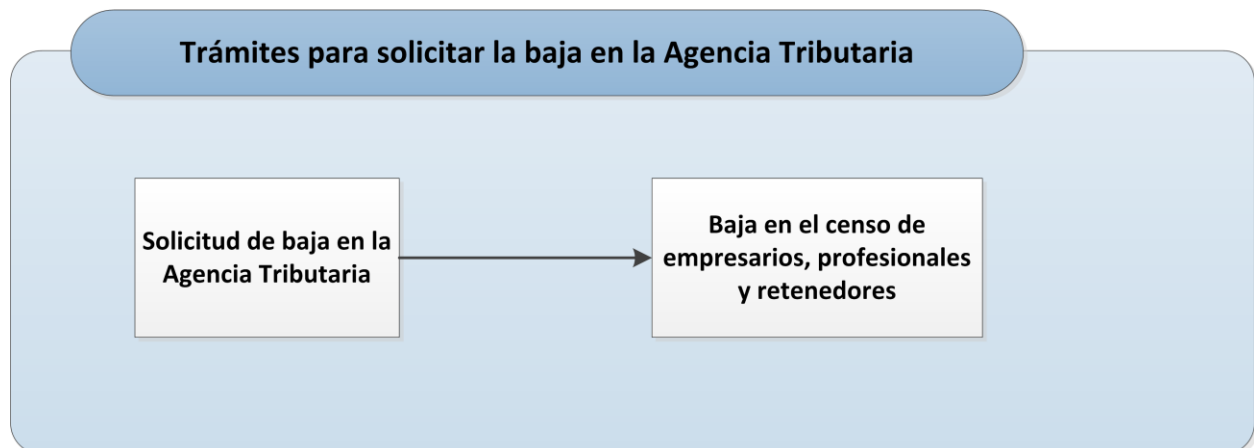 Trámites para solicitar la baja en la Agencia Tributaria
Solicitud de baja en la
Agencia Tributaria
Baja en el censo de
empresarios, profesionales
y retenedores